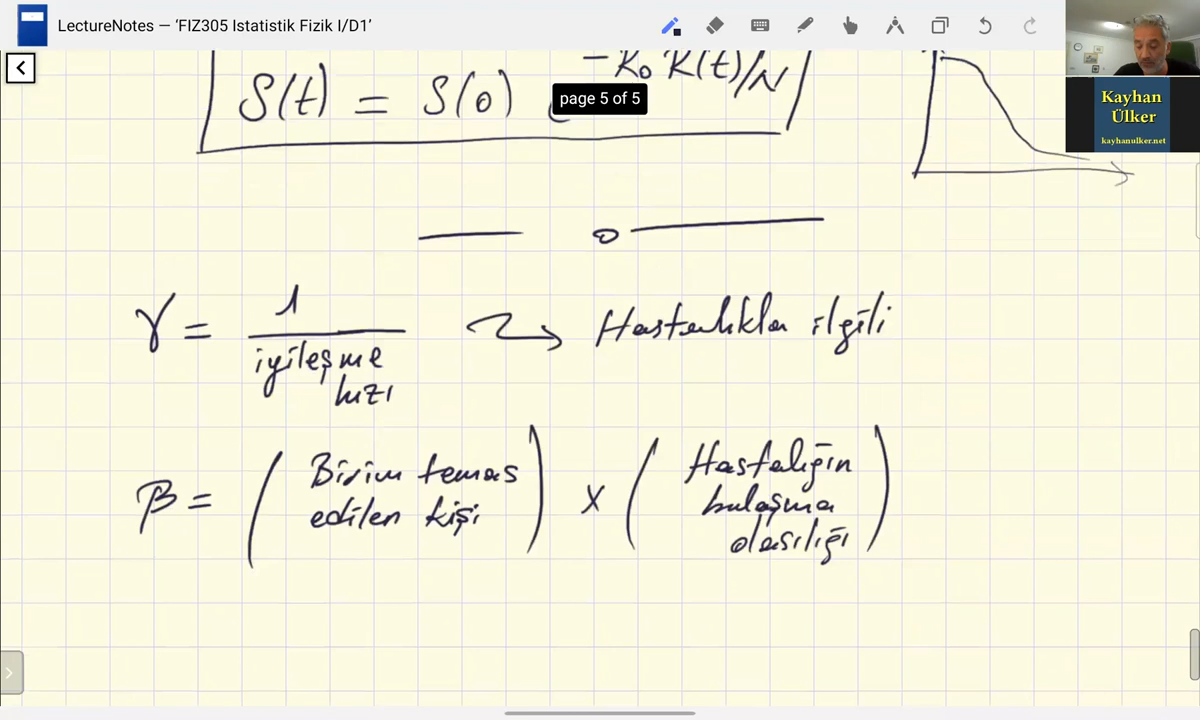 LectureNotes — ‘FIZ305 Istatistik Fizik I/D1’
Kayhan
Ülker
kayhanulker.net
S(t) = S(0)
-R₀ R(t)/N
page 5 of 5
γ = 1 / iyileşme hızı
Hastalıkla ilgili
β = (Birim temas edilen kişi) x (Hastalığın bulaşma olasılığı)